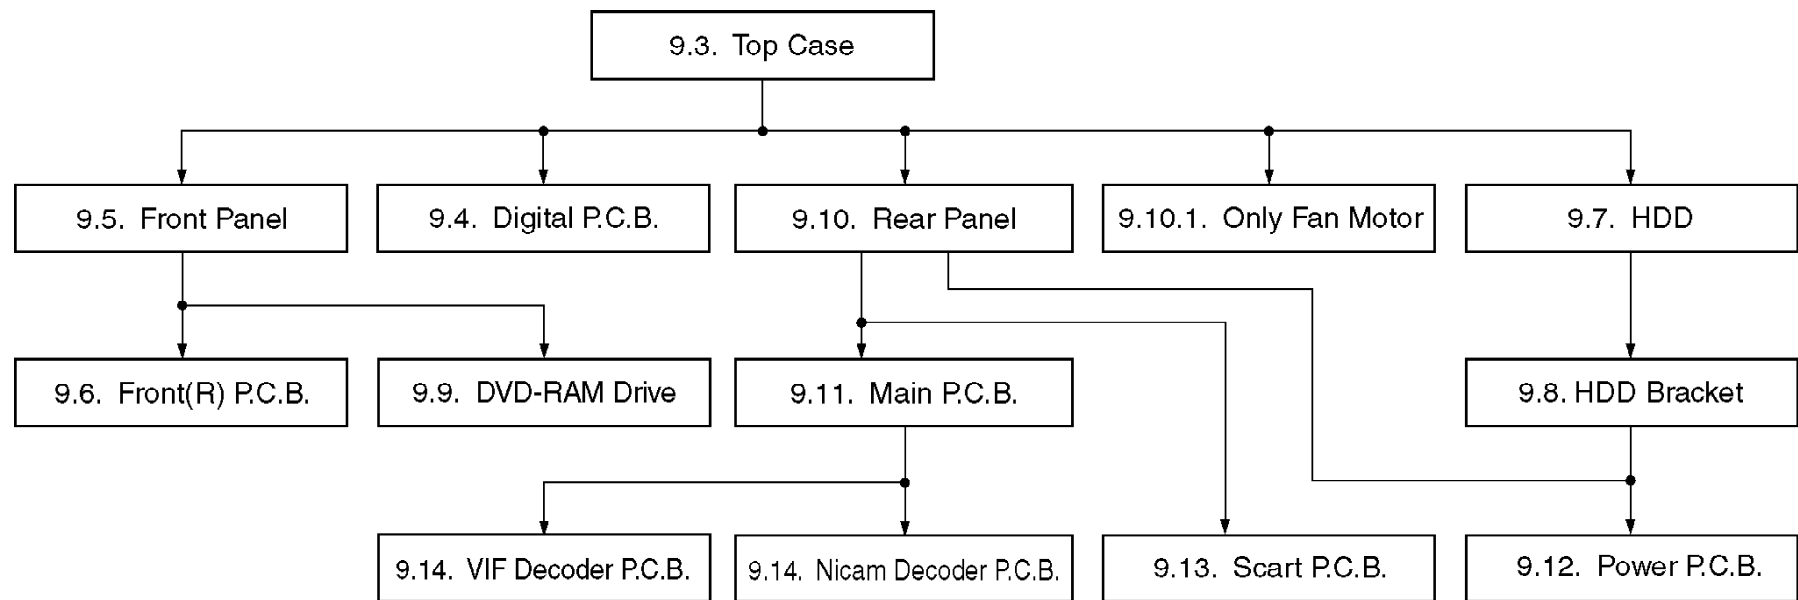 9.3. Top Case
9.5. Front Panel
9.4. Digital P.C.B.
9.10. Rear Panel
9.10.1. Only Fan Motor
9.7. HDD
9.6. Front(R) P.C.B.
9.9. DVD-RAM Drive
9.11. Main P.C.B.
9.8. HDD Bracket
9.14. VIF Decoder P.C.B.
9.14. Nicam Decoder P.C.B.
9.13. Scart P.C.B.
9.12. Power P.C.B.